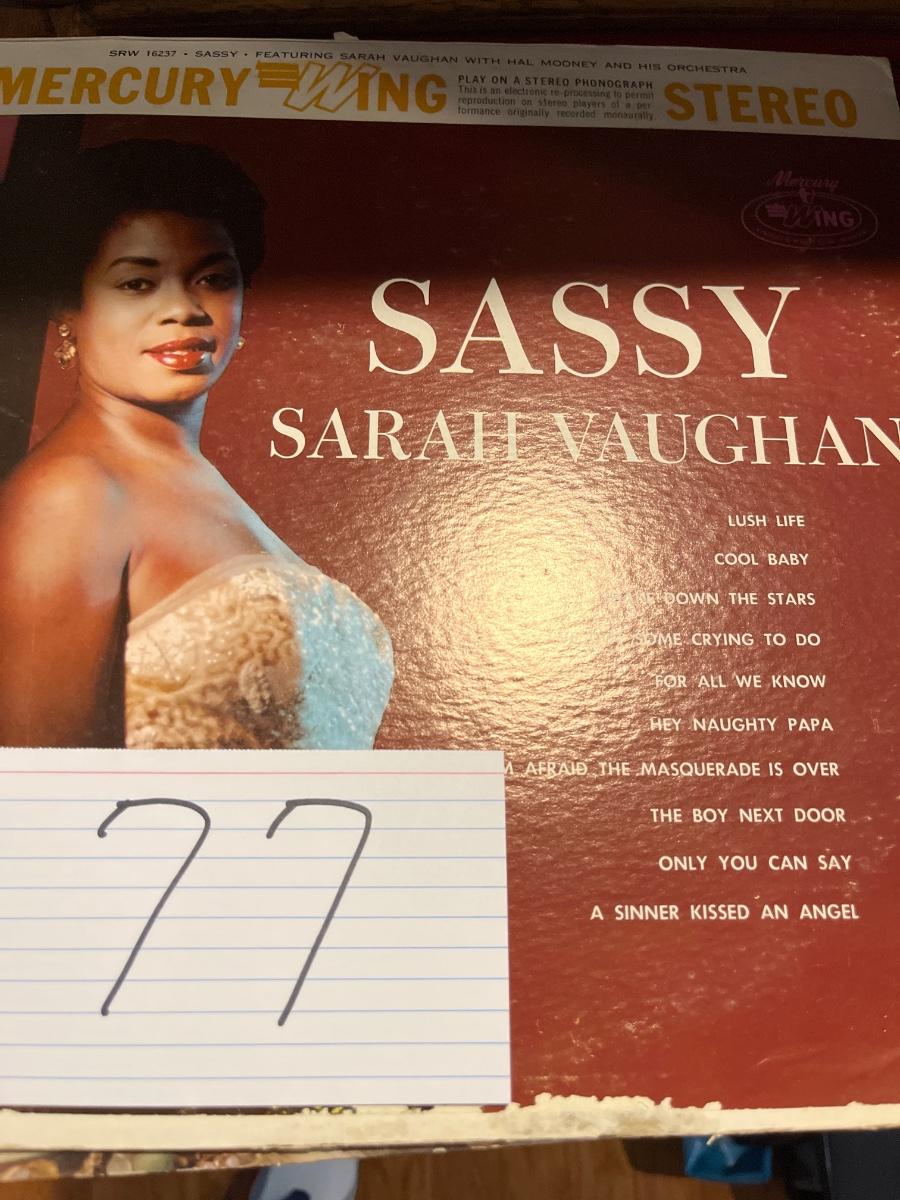 SRW 16237 • SASSY • FEATURING SARAH VAUGHAN WITH HAL MOONEY AND HIS ORCHESTRA
MERCURY WING
PLAY ON A STEREO PHONOGRAPH
This is an electronic re-processing to permit
reproduction on stereo players of a per-
formance originally recorded monaurally.
STEREO
Mercury
WING
SASSY
SARAH VAUGHAN
LUSH LIFE
COOL BABY
DOWN THE STARS
SOME CRYING TO DO
FOR ALL WE KNOW
HEY NAUGHTY PAPA
AFRAID THE MASQUERADE IS OVER
THE BOY NEXT DOOR
ONLY YOU CAN SAY
A SINNER KISSED AN ANGEL
77